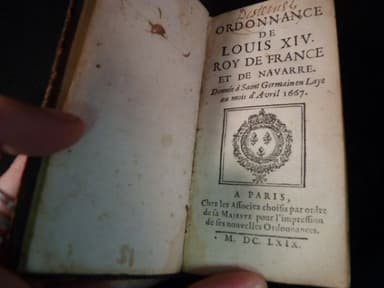 ORDONNANCE
DE
LOUIS XIV.
ROY DE FRANCE
ET DE NAVARRE.
Donnée à Saint Germain en Laye
au mois d'Avril 1667.
A PARIS,
Chez les Associez choisis par ordre
de sa MAJESTÉ pour l'impression
de ses nouvelles Ordonnances.
M. DC. LXIX.